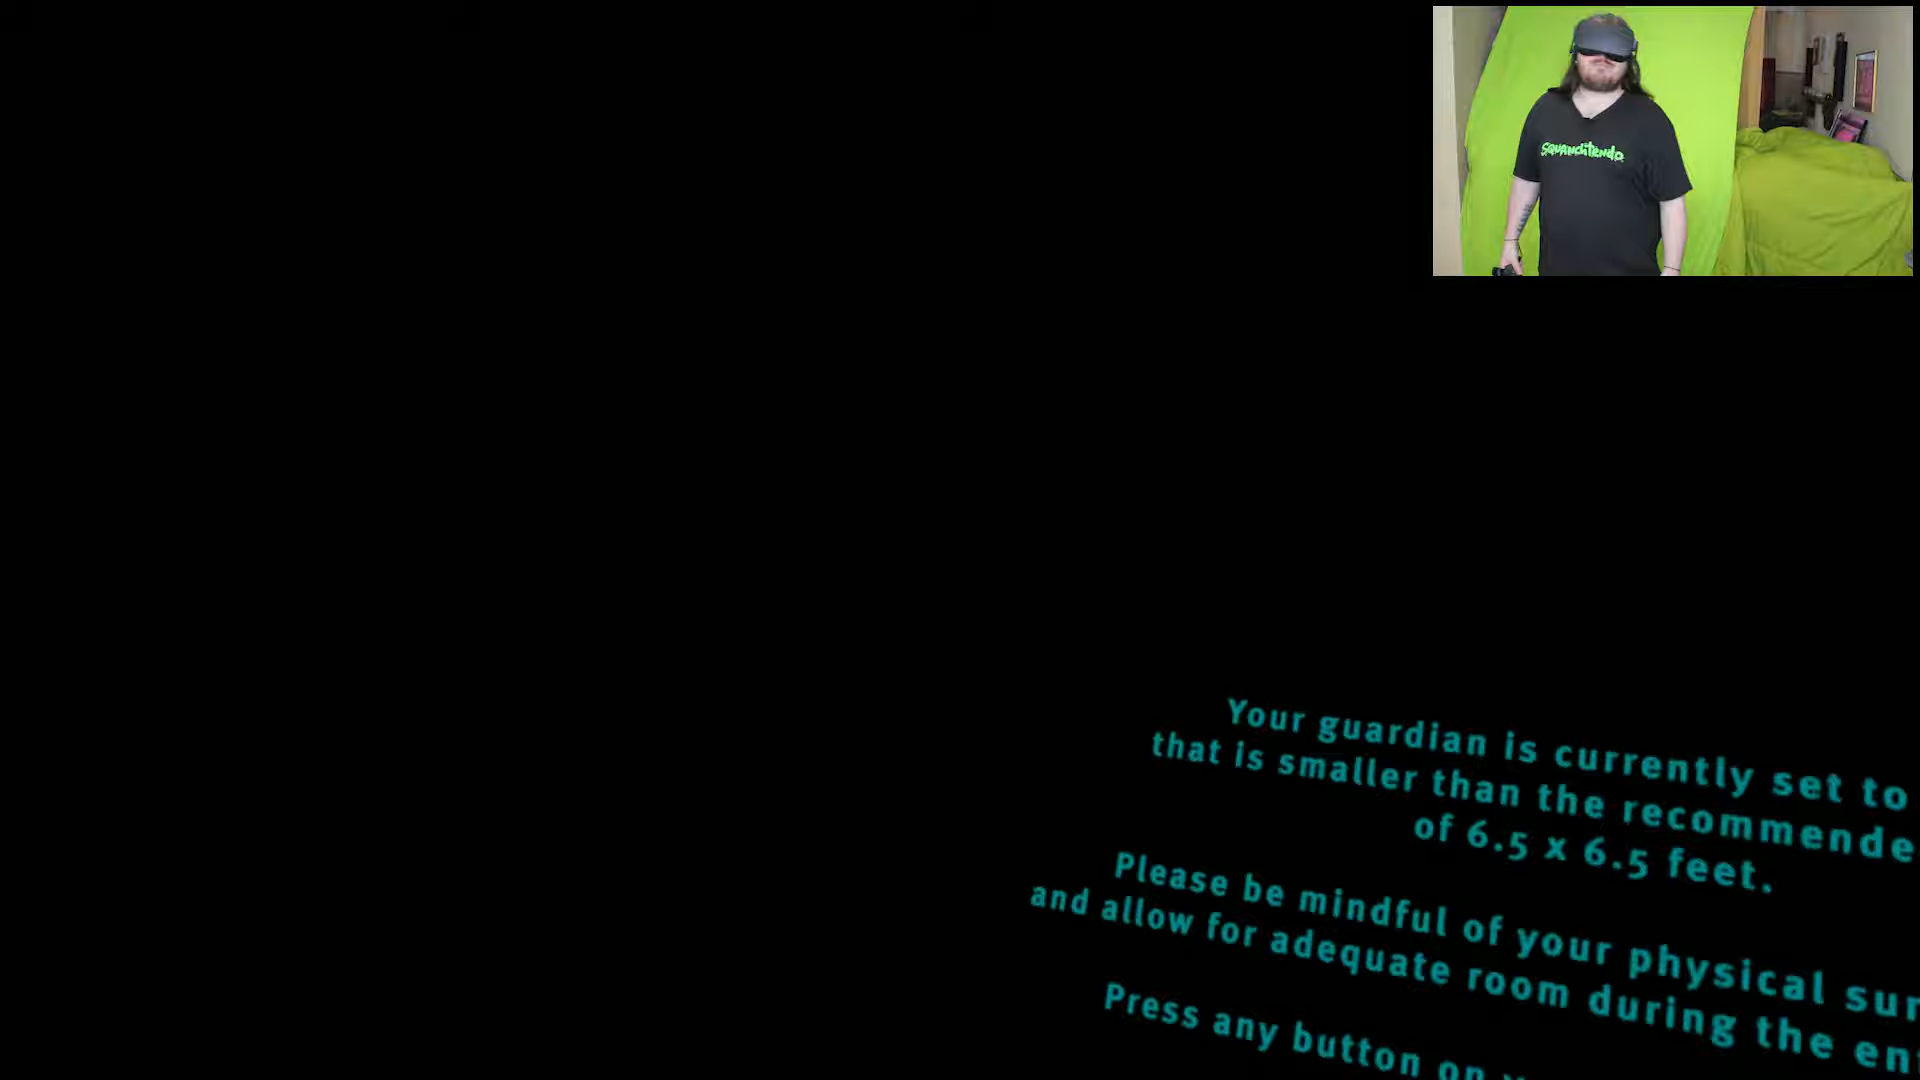 squanchtendo
Your guardian is currently set to
that is smaller than the recommende
of 6.5 x 6.5 feet.
Please be mindful of your physical sur
and allow for adequate room during the en
Press any button on